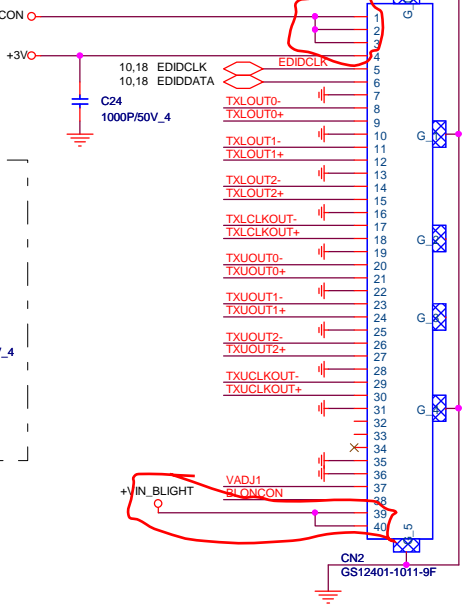 CON
1
G_
2
3
+3V
4
10,18 EDIDCLK
EDIDCLK
5
10,18 EDIDDATA
6
7
TXLOUT0-
8
TXLOUT0+
9
C24
1000P/50V_4
10
G_
TXLOUT1-
11
TXLOUT1+
12
13
TXLOUT2-
14
TXLOUT2+
15
16
TXLCLKOUT-
17
TXLCLKOUT+
18
G_
19
TXUOUT0-
20
TXUOUT0+
21
22
TXUOUT1-
23
TXUOUT1+
24
G_
25
TXUOUT2-
26
TXUOUT2+
27
_4
28
TXUCLKOUT-
29
TXUCLKOUT+
30
31
G_
32
33
34
35
36
VADJ1
37
+VIN_BLIGHT
BLONCON
38
39
40
G_5
CN2
GS12401-1011-9F